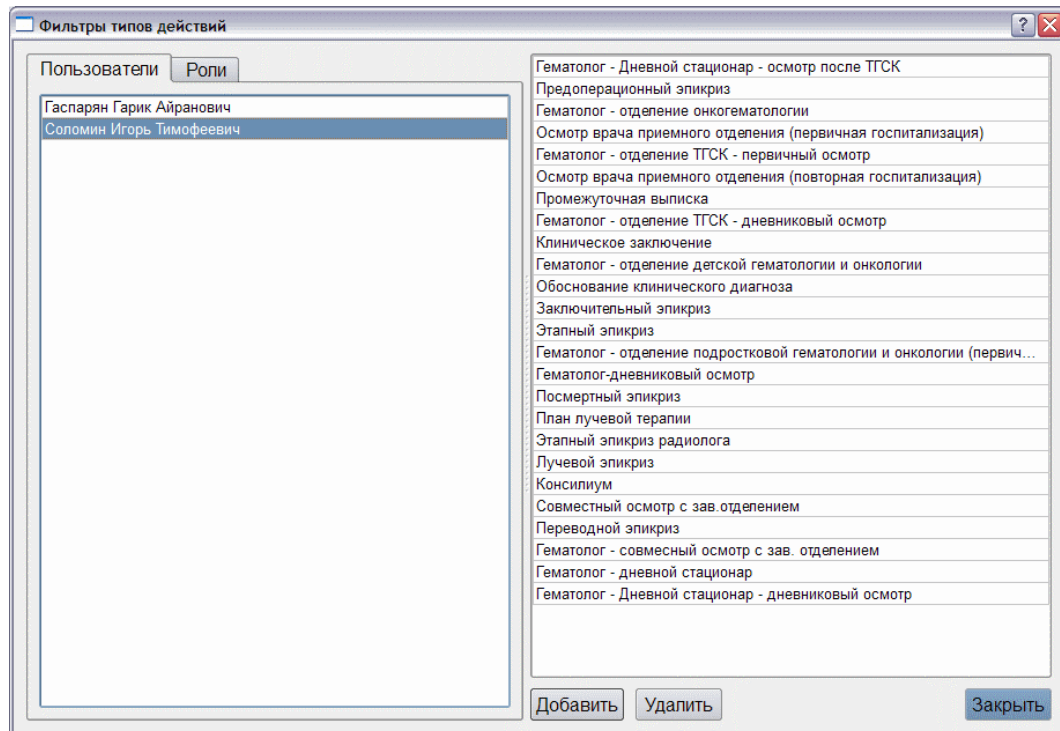 Фильтры типов действий
Пользователи Роли
Гаспарян Гарик Айранович
Соломин Игорь Тимофеевич
Гематолог - Дневной стационар - осмотр после ТГСК
Предоперационный эпикриз
Гематолог - отделение онкогематологии
Осмотр врача приемного отделения (первичная госпитализация)
Гематолог - отделение ТГСК - первичный осмотр
Осмотр врача приемного отделения (повторная госпитализация)
Промежуточная выписка
Гематолог - отделение ТГСК - дневниковый осмотр
Клиническое заключение
Гематолог - отделение детской гематологии и онкологии
Обоснование клинического диагноза
Заключительный эпикриз
Этапный эпикриз
Гематолог - отделение подростковой гематологии и онкологии (первич...
Гематолог-дневниковый осмотр
Посмертный эпикриз
План лучевой терапии
Этапный эпикриз радиолога
Лучевой эпикриз
Консилиум
Совместный осмотр с зав.отделением
Переводной эпикриз
Гематолог - совмесный осмотр с зав. отделением
Гематолог - дневной стационар
Гематолог - Дневной стационар - дневниковый осмотр
Добавить Удалить Закрыть